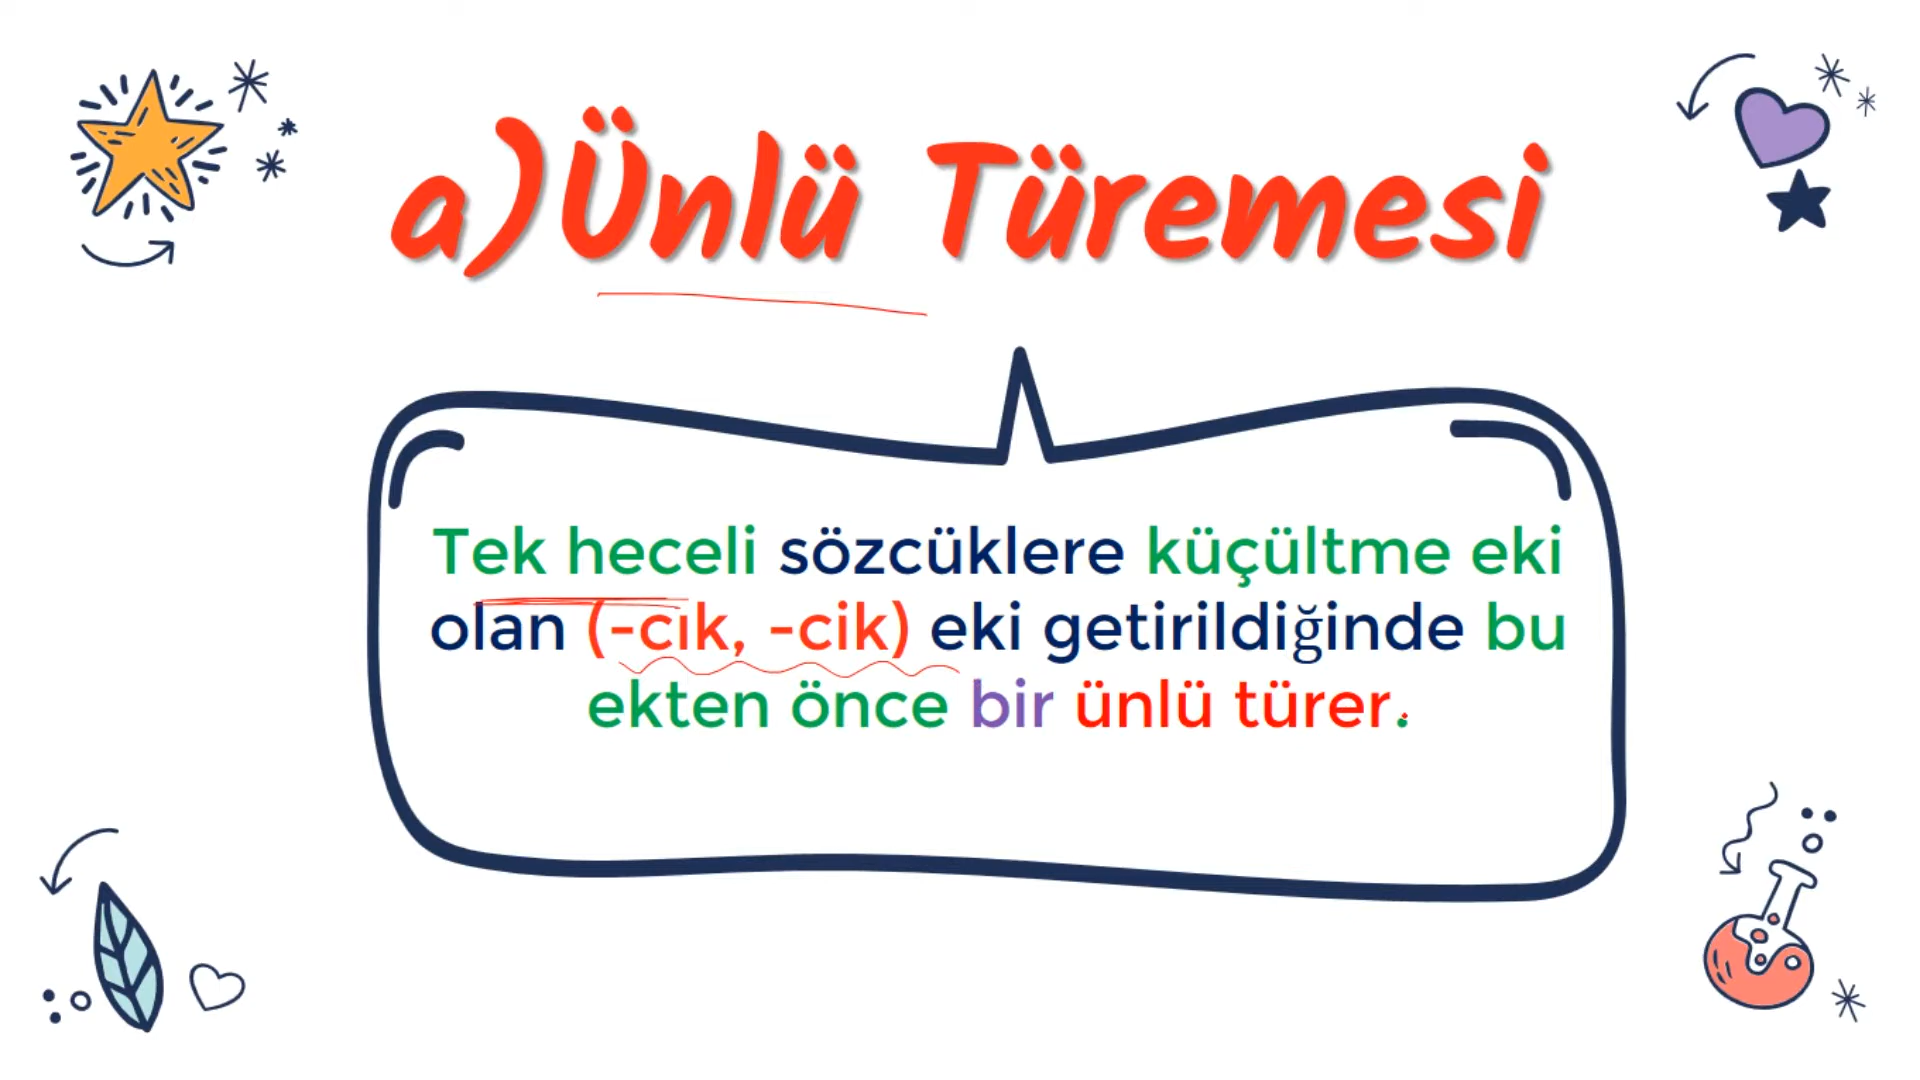 a)Ünlü Türemesi
Tek heceli sözcüklere küçültme eki
olan (-cık, -cik) eki getirildiğinde bu
ekten önce bir ünlü türer.